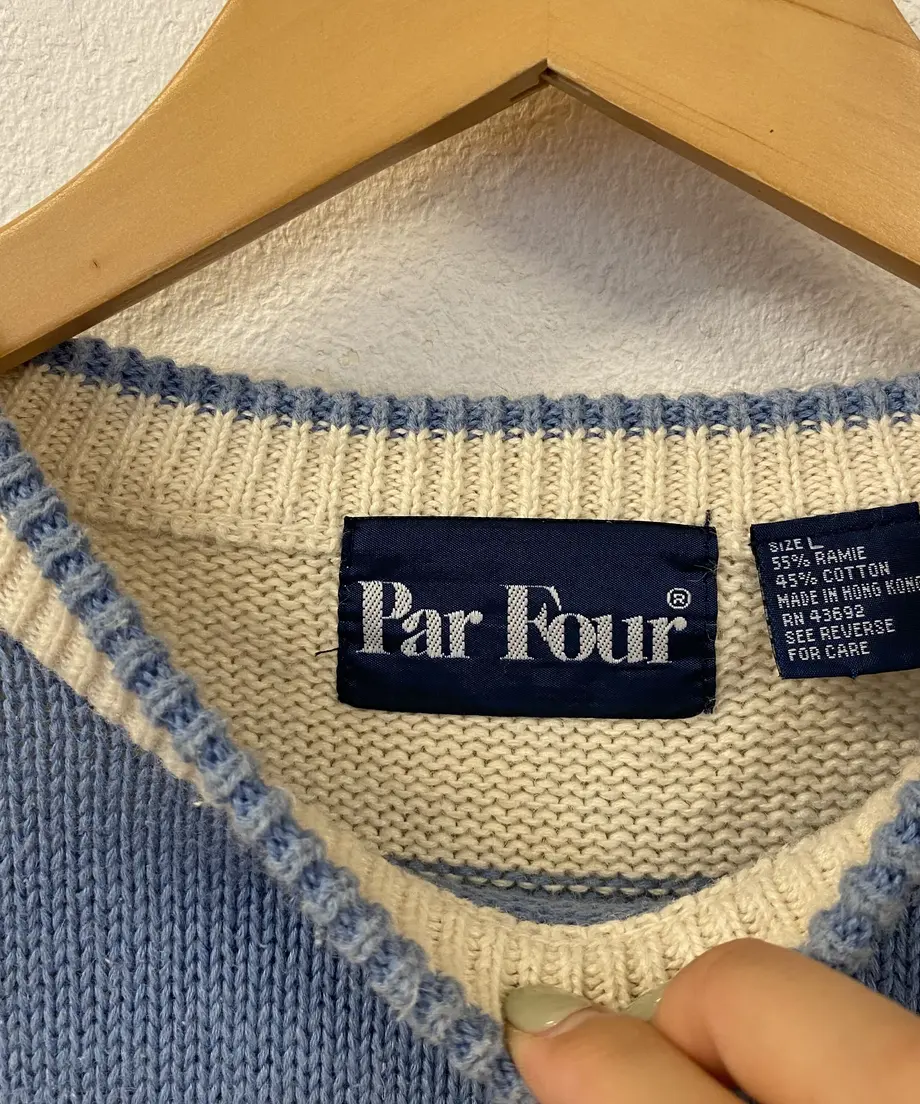 Par Four®
SIZE L
55% RAMIE
45% COTTON
MADE IN HONG KONG
RN 43692
SEE REVERSE
FOR CARE